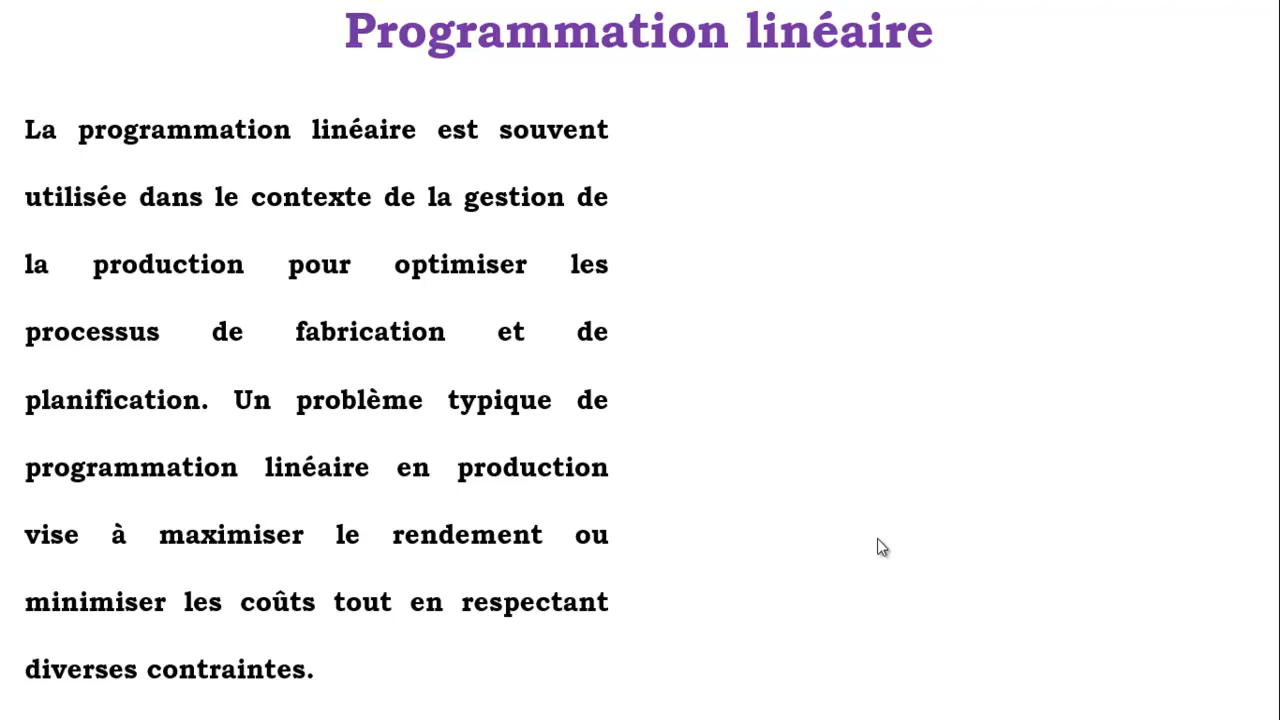 Programmation linéaire
La programmation linéaire est souvent
utilisée dans le contexte de la gestion de
la production pour optimiser les
processus de fabrication et de
planification. Un problème typique de
programmation linéaire en production
vise à maximiser le rendement ou
minimiser les coûts tout en respectant
diverses contraintes.